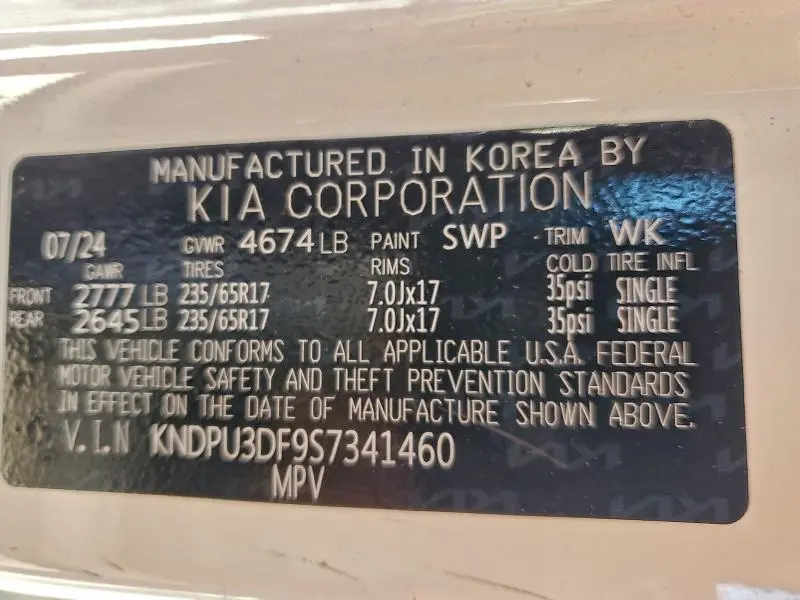 MANUFACTURED IN KOREA BY
KIA CORPORATION
07/24 GVWR 4674 LB PAINT SWP TRIM WK
GAWR TIRES RIMS COLD TIRE INFL
FRONT 2777 LB 235/65R17 7.0Jx17 35psi SINGLE
REAR 2645 LB 235/65R17 7.0Jx17 35psi SINGLE
THIS VEHICLE CONFORMS TO ALL APPLICABLE U.S.A. FEDERAL
MOTOR VEHICLE SAFETY AND THEFT PREVENTION STANDARDS
IN EFFECT ON THE DATE OF MANUFACTURE SHOWN ABOVE.
V.I.N KNDPU3DF9S7341460
MPV